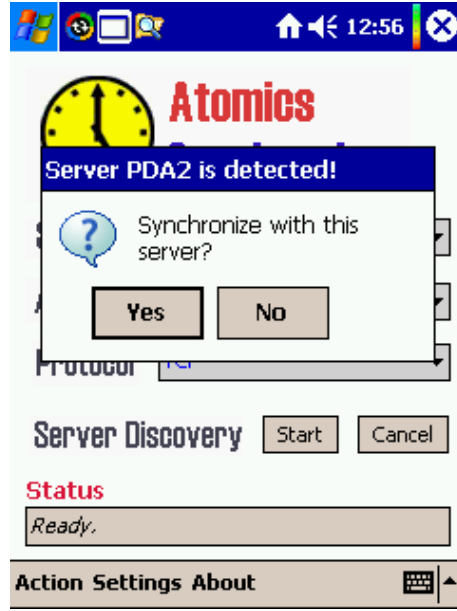 12:56
Atomics
Server PDA2 is detected!
Synchronize with this
server?
Yes No
Protocol
Server Discovery Start Cancel
Status
Ready.
Action Settings About